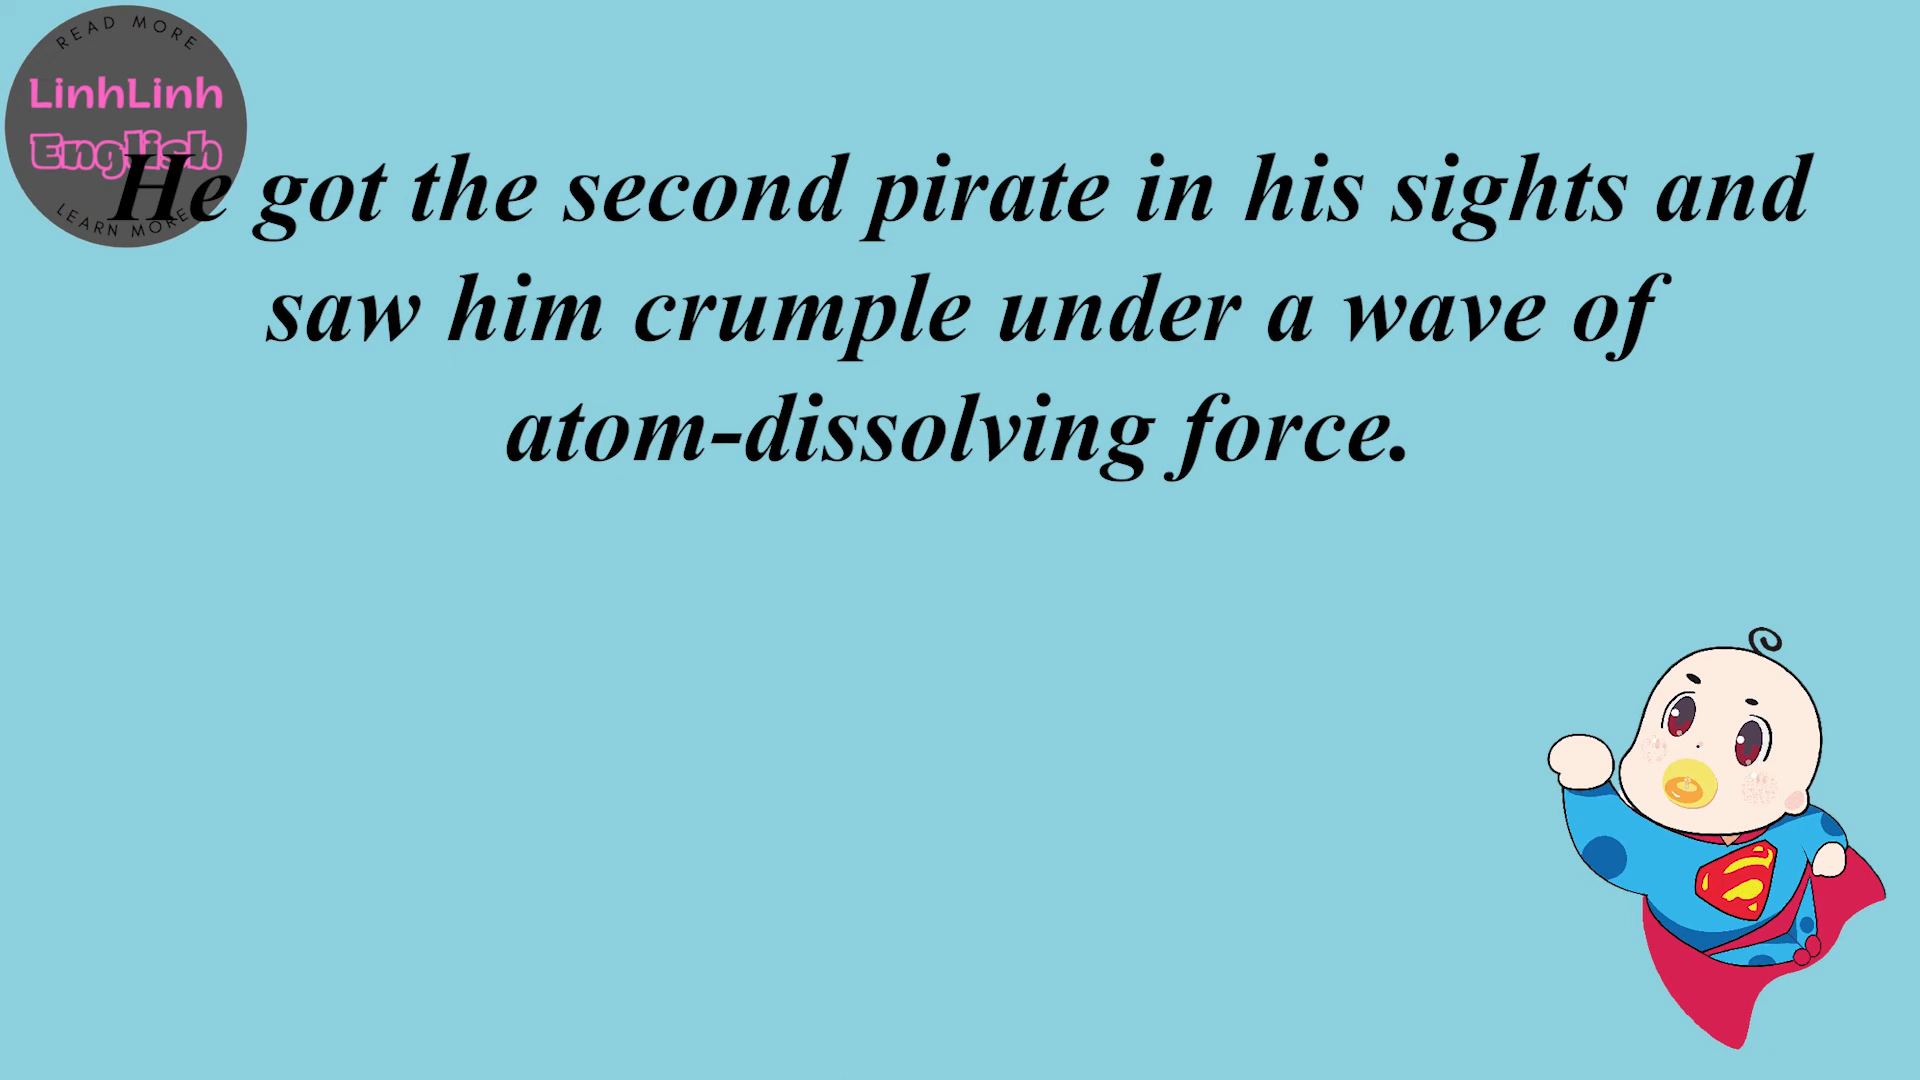 READ MORE
LinhLinh
English
LEARN MORE
He got the second pirate in his sights and
saw him crumple under a wave of
atom-dissolving force.